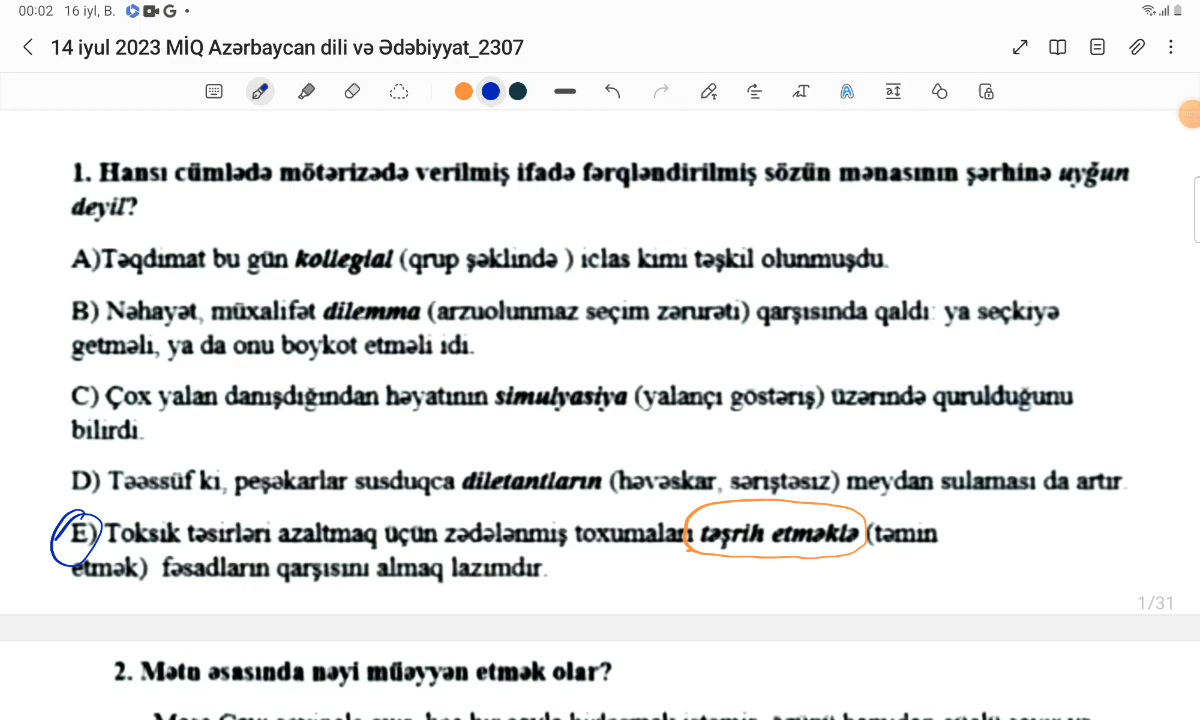 00:02 16 iyl, B.
14 iyul 2023 MİQ Azərbaycan dili və Ədəbiyyat_2307
1. Hansı cümlədə mötərizədə verilmiş ifadə fərqləndirilmiş sözün mənasının şərhinə uyğun
deyil?
A)Təqdimat bu gün kollegial (qrup şəklində ) iclas kimi təşkil olunmuşdu.
B) Nəhayət, müxalifət dilemma (arzuolunmaz seçim zərurəti) qarşısında qaldı: ya seçkiyə
getməli, ya da onu boykot etməli idi.
C) Çox yalan danışdığından həyatının simulyasiya (yalançı göstəriş) üzərində qurulduğunu
bilirdi.
D) Təəssüf ki, peşəkarlar susduqca diletantların (həvəskar, səriştəsiz) meydan sulaması da artır.
E) Toksik təsirləri azaltmaq üçün zədələnmiş toxumaları təşrih etməklə (təmin
etmək) fəsadların qarşısını almaq lazımdır.
1/31
2. Mətn əsasında nəyi müəyyən etmək olar?